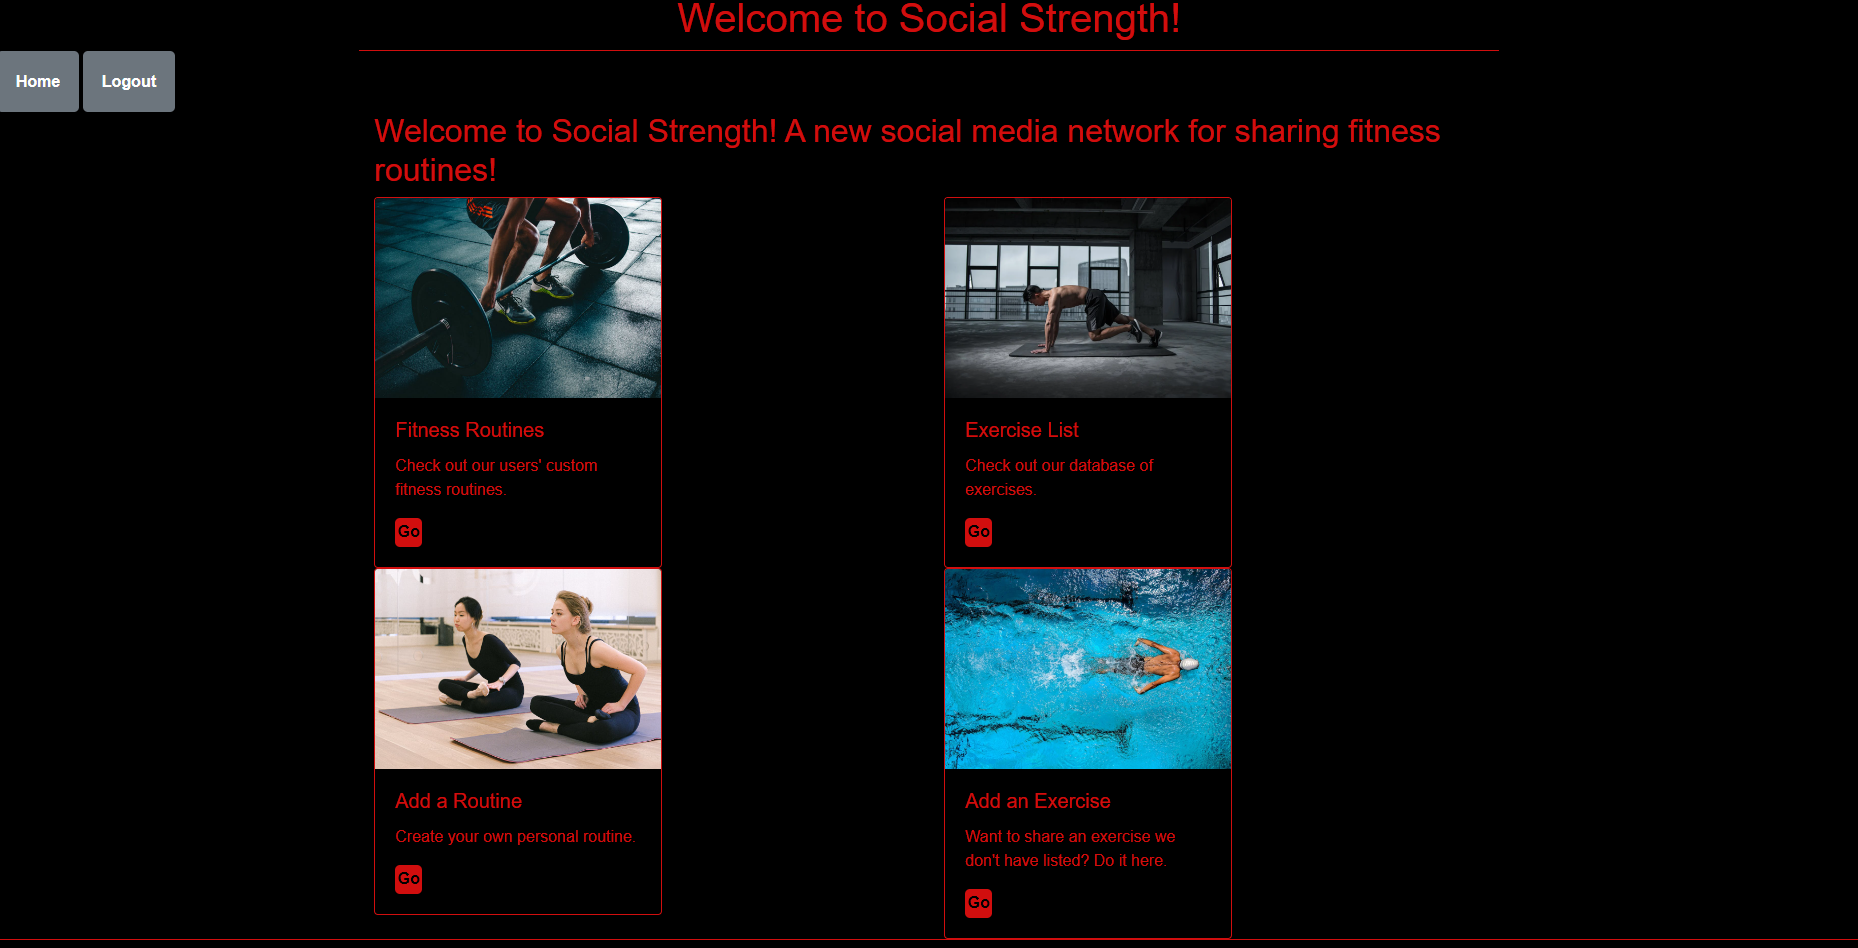 Welcome to Social Strength!
Home
Logout
Welcome to Social Strength! A new social media network for sharing fitness
routines!
Fitness Routines
Check out our users' custom
fitness routines.
Go
Exercise List
Check out our database of
exercises.
Go
Add a Routine
Create your own personal routine.
Go
Add an Exercise
Want to share an exercise we
don't have listed? Do it here.
Go